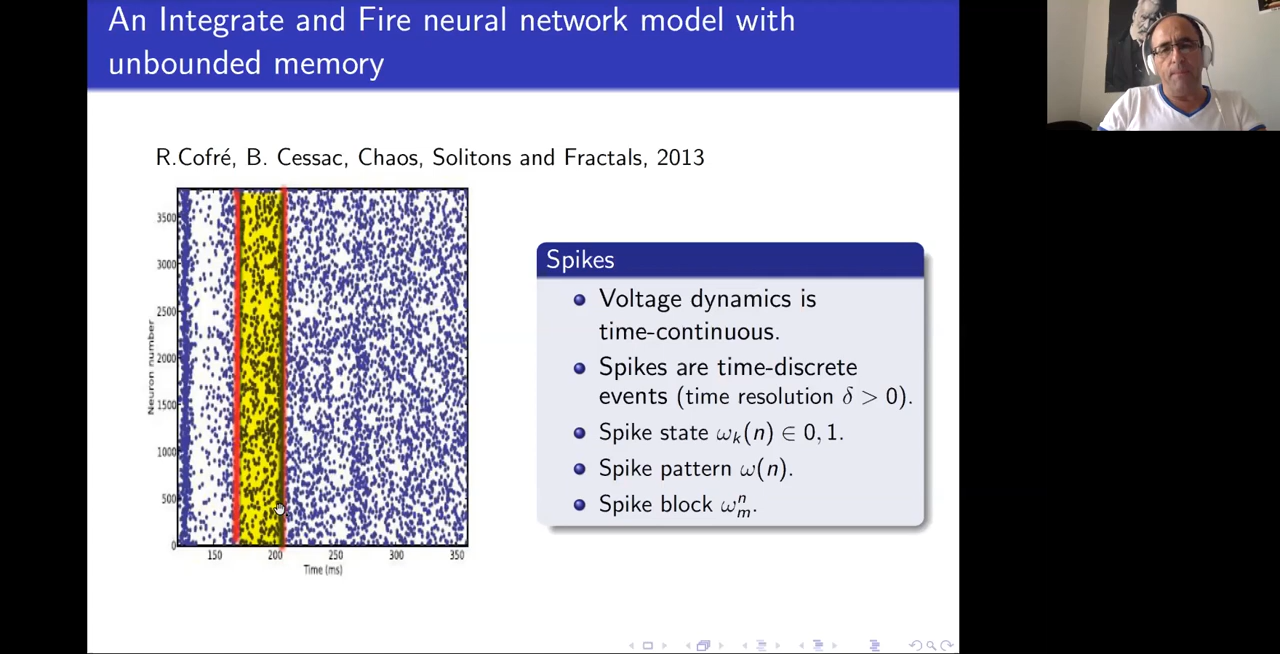 An Integrate and Fire neural network model with
unbounded memory
R.Cofré, B. Cessac, Chaos, Solitons and Fractals, 2013
3500
3000
2500
2000
1500
1000
500
0
Neuron number
150 200 250 300 350
Time (ms)
Spikes
Voltage dynamics is
time-continuous.
Spikes are time-discrete
events (time resolution δ > 0).
Spike state ωₖ(n) ∈ 0, 1.
Spike pattern ω(n).
Spike block ωₘⁿ.